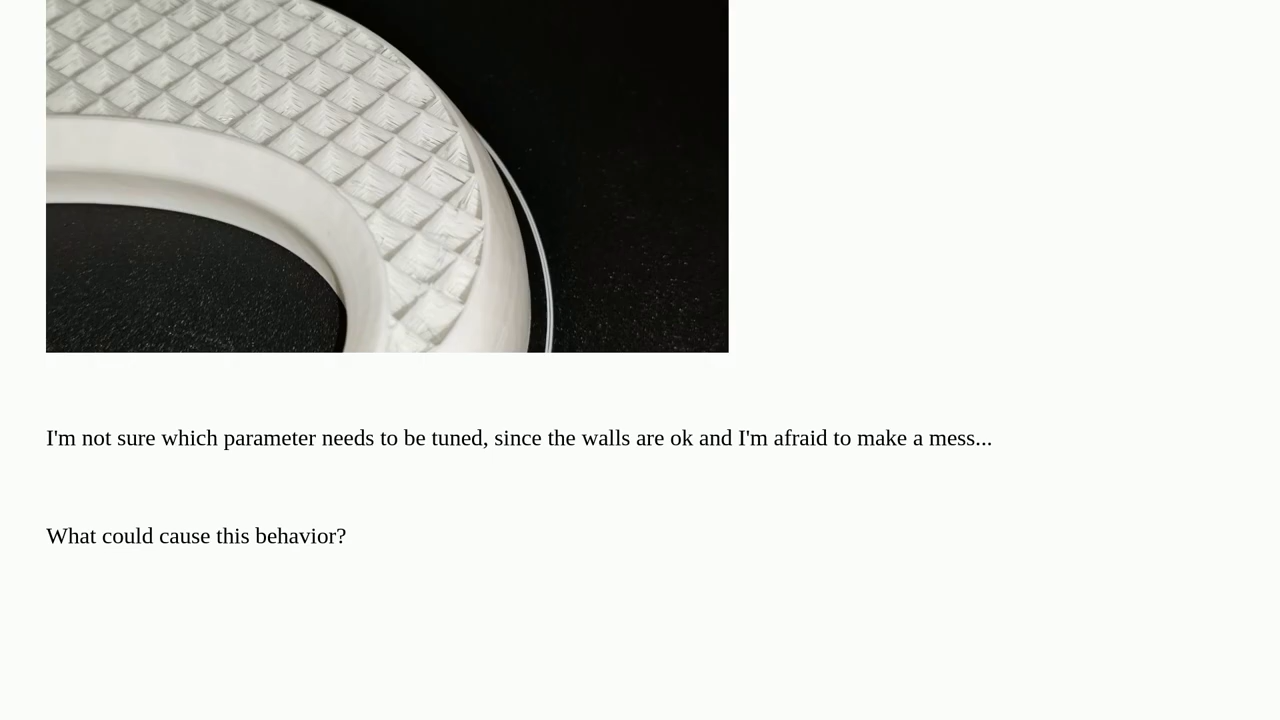 I'm not sure which parameter needs to be tuned, since the walls are ok and I'm afraid to make a mess...
What could cause this behavior?